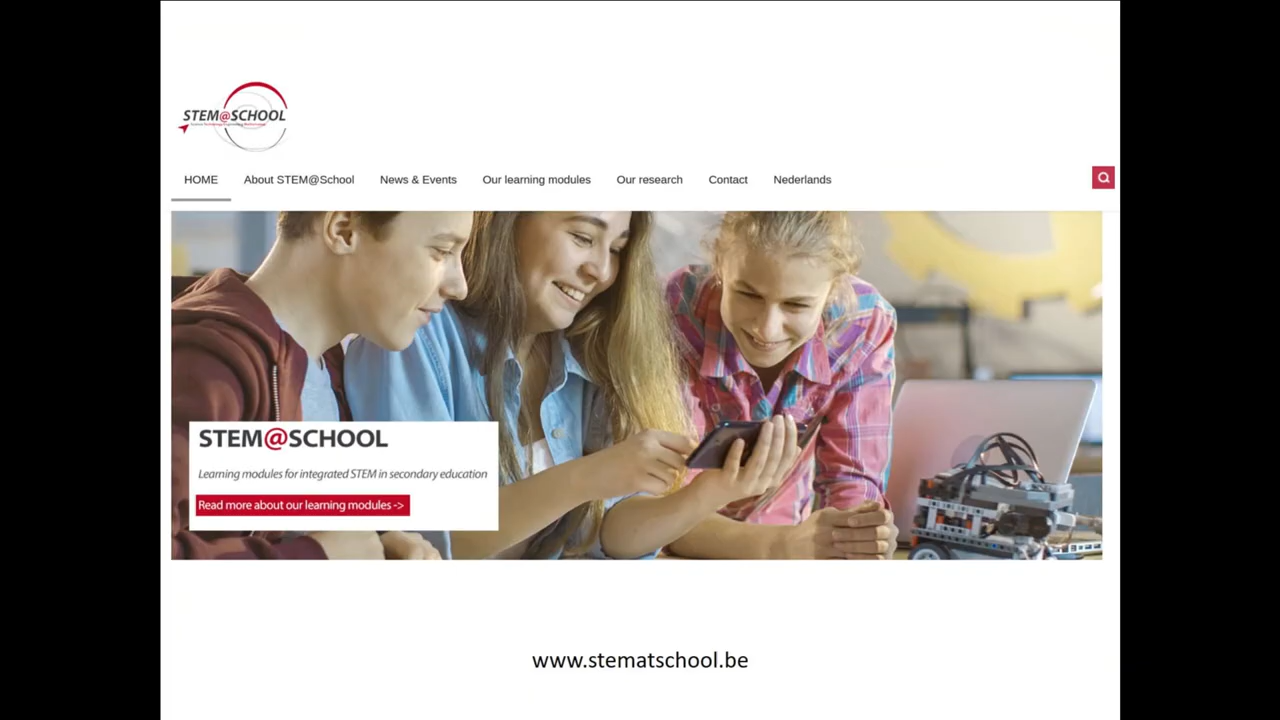 STEM@SCHOOL
HOME
About STEM@School
News & Events
Our learning modules
Our research
Contact
Nederlands
STEM@SCHOOL
Learning modules for integrated STEM in secondary education
Read more about our learning modules ->
www.stematschool.be